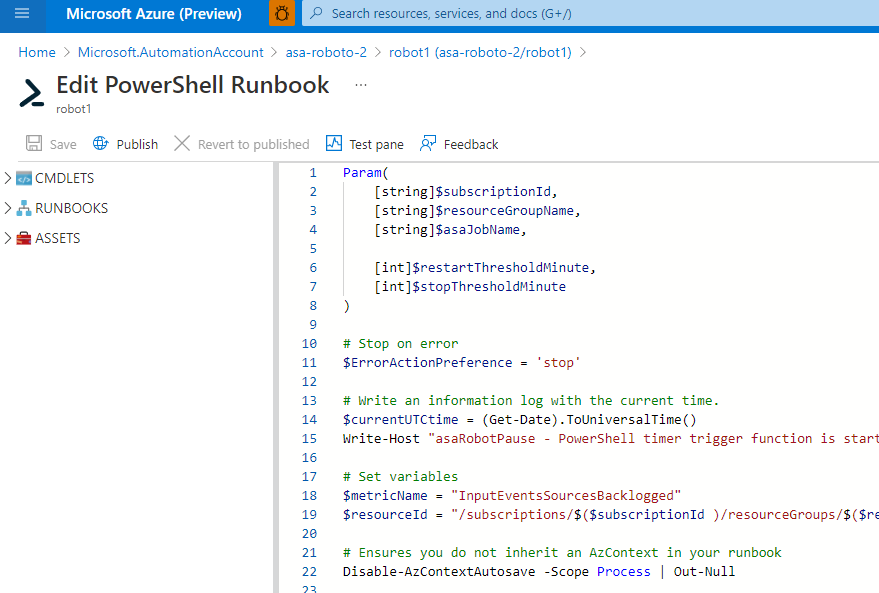 Microsoft Azure (Preview)
Search resources, services, and docs (G+/)
Home > Microsoft.AutomationAccount > asa-roboto-2 > robot1 (asa-roboto-2/robot1) >
Edit PowerShell Runbook ...
robot1
Save Publish Revert to published Test pane Feedback
CMDLETS
RUNBOOKS
ASSETS
1 Param(
2 [string]$subscriptionId,
3 [string]$resourceGroupName,
4 [string]$asaJobName,
5
6 [int]$restartThresholdMinute,
7 [int]$stopThresholdMinute
8 )
9
10 # Stop on error
11 $ErrorActionPreference = 'stop'
12
13 # Write an information log with the current time.
14 $currentUTCtime = (Get-Date).ToUniversalTime()
15 Write-Host "asaRobotPause - PowerShell timer trigger function is start
16
17 # Set variables
18 $metricName = "InputEventsSourcesBacklogged"
19 $resourceId = "/subscriptions/$($subscriptionId )/resourceGroups/$($re
20
21 # Ensures you do not inherit an AzContext in your runbook
22 Disable-AzContextAutosave -Scope Process | Out-Null
23